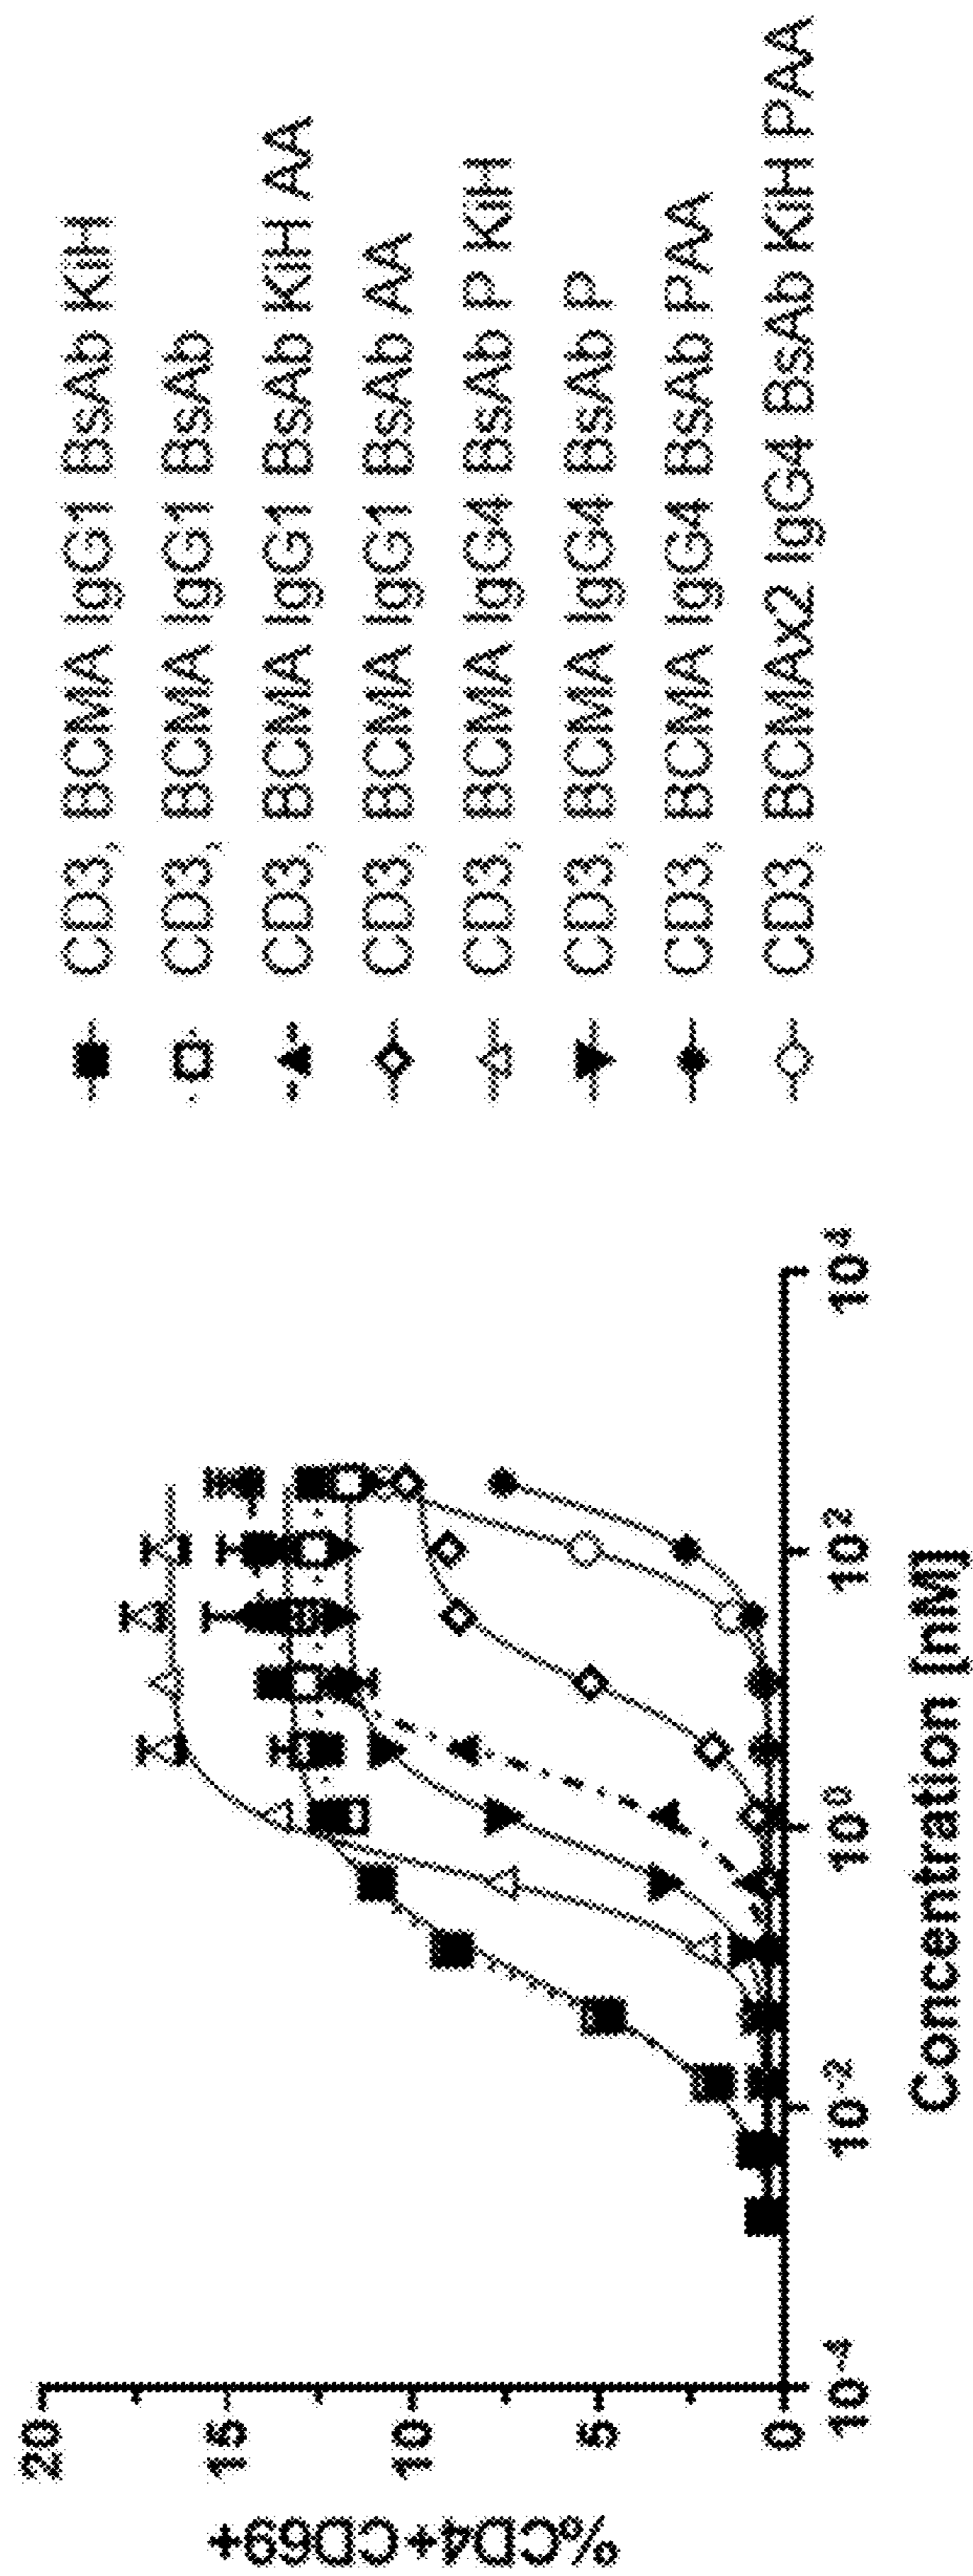 %CD4+CD69+
20
15
10
5
0
10-4
10-2
100
102
104
Concentration [nM]
CD3, BCMA IgG1 BsAb KiH
CD3, BCMA IgG1 BsAb
CD3, BCMA IgG1 BsAb KiH AA
CD3, BCMA IgG1 BsAb AA
CD3, BCMA IgG4 BsAb P KiH
CD3, BCMA IgG4 BsAb P
CD3, BCMA IgG4 BsAb PAA
CD3, BCMAx2 IgG4 BsAD KiH PAA